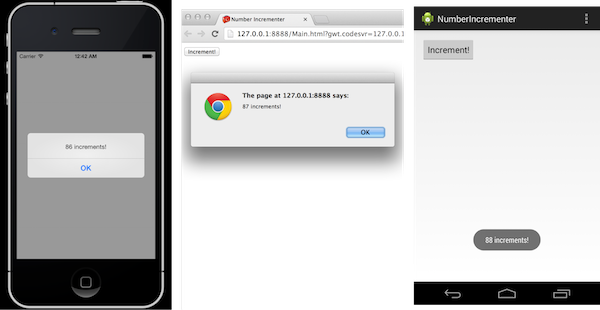 Carrier
12:42 AM
86 increments!
OK
Number Incrementer
127.0.0.1:8888/Main.html?gwt.codesvr=127.0.0.1
Increment!
The page at 127.0.0.1:8888 says:
87 increments!
OK
NumberIncrementer
Increment!
88 increments!